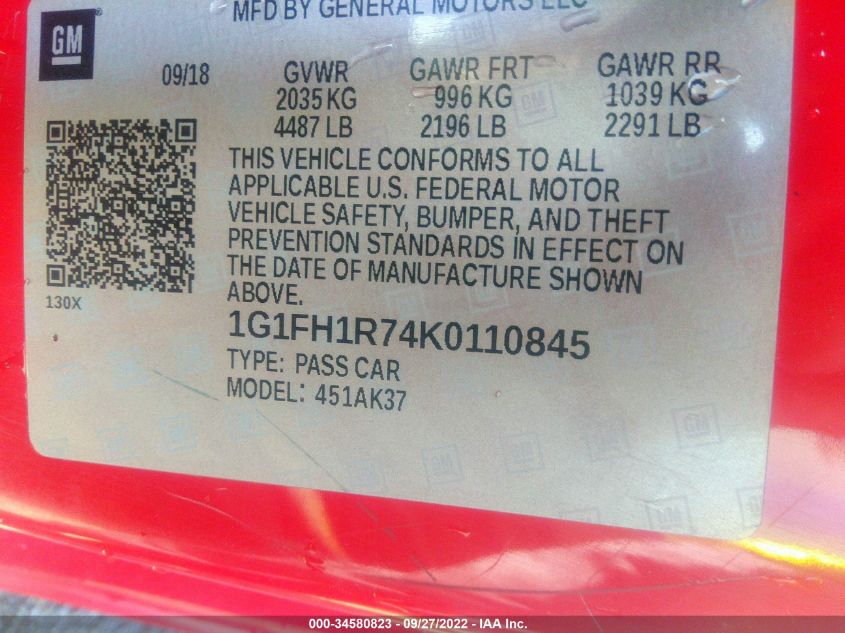 MFD BY GENERAL MOTORS LLC
GM
09/18 GVWR GAWR FRT GAWR RR
2035 KG 996 KG 1039 KG
4487 LB 2196 LB 2291 LB
THIS VEHICLE CONFORMS TO ALL
APPLICABLE U.S. FEDERAL MOTOR
VEHICLE SAFETY, BUMPER, AND THEFT
PREVENTION STANDARDS IN EFFECT ON
THE DATE OF MANUFACTURE SHOWN
ABOVE.
130X
1G1FH1R74K0110845
TYPE: PASS CAR
MODEL: 451AK37
000-34580823 - 09/27/2022 - IAA Inc.